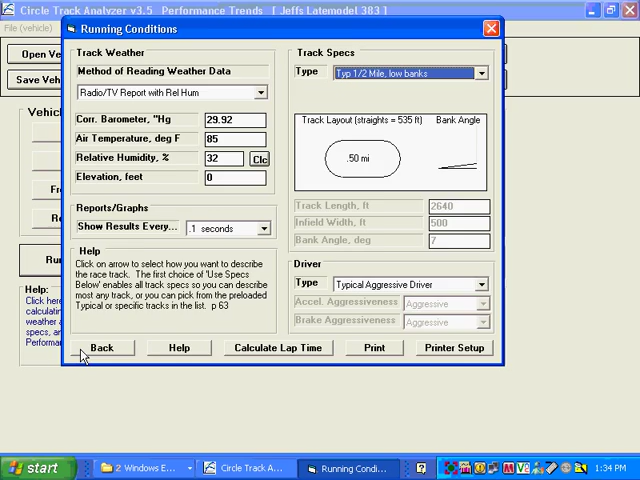 Circle Track Analyzer v3.5 Performance Trends [ Jeffs Latemodel 383 ]
File (vehicle)
Running Conditions
Open Ve
Save Vehic
Vehic
Fro
Re
Run
Help:
Click here
calculating
weather a
specs, an
Performan
Track Weather
Method of Reading Weather Data
Radio/TV Report with Rel Hum
Corr. Barometer, "Hg 29.92
Air Temperature, deg F 85
Relative Humidity, % 32 Clc
Elevation, feet 0
Reports/Graphs
Show Results Every... .1 seconds
Help
Click on arrow to select how you want to describe
the race track. The first choice of 'Use Specs
Below' enables all track specs so you can describe
most any track, or you can pick from the preloaded
Typical or specific tracks in the list. p 63
Track Specs
Type Typ 1/2 Mile, low banks
Track Layout (straights = 535 ft) Bank Angle
.50 mi
Track Length, ft 2640
Infield Width, ft 500
Bank Angle, deg 7
Driver
Type Typical Aggressive Driver
Accel. Aggressiveness Aggressive
Brake Aggressiveness Aggressive
Back Help Calculate Lap Time Print Printer Setup
start 2 Windows E... Circle Track A... Running Condi... 1:34 PM